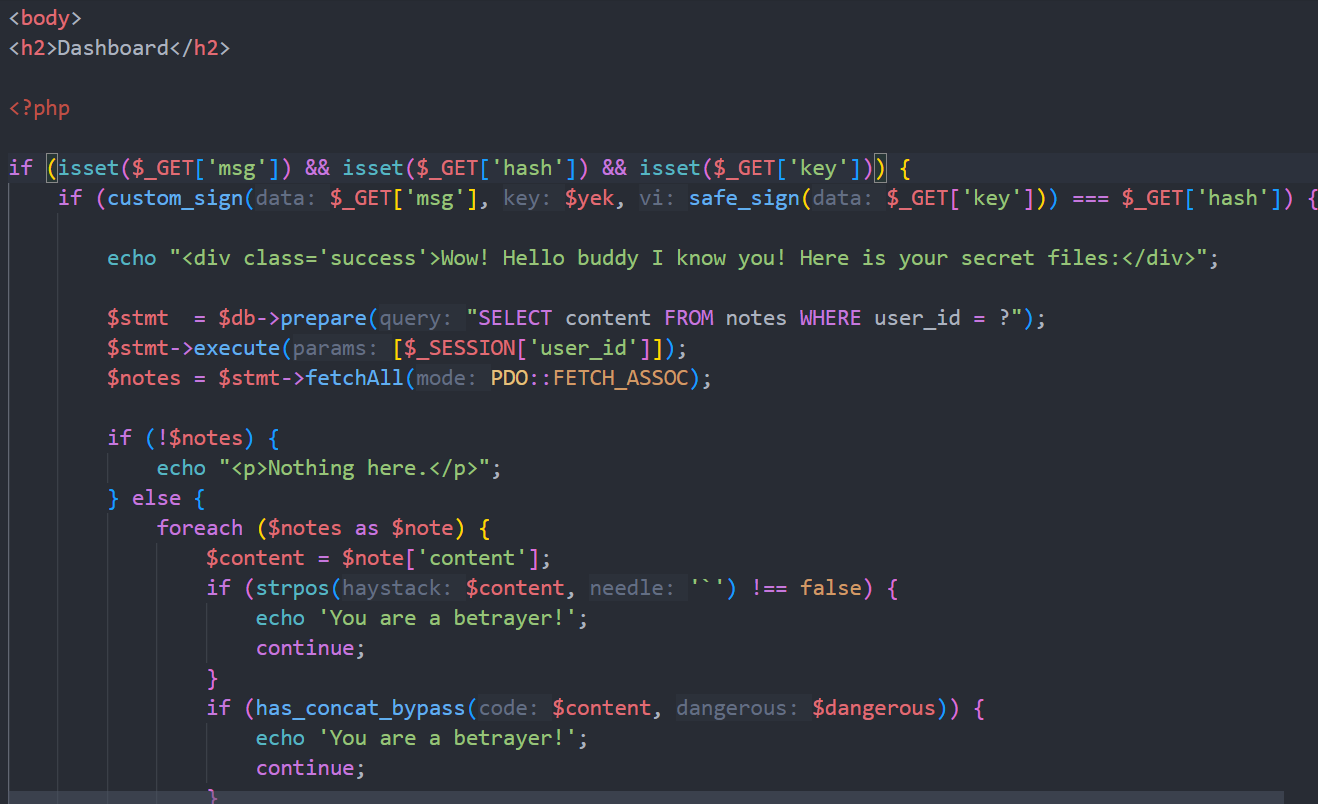 <body>
<h2>Dashboard</h2>
<?php
if (isset($_GET['msg']) && isset($_GET['hash']) && isset($_GET['key'])) {
if (custom_sign(data: $_GET['msg'], key: $yek, vi: safe_sign(data: $_GET['key'])) === $_GET['hash']) {
echo "<div class='success'>Wow! Hello buddy I know you! Here is your secret files:</div>";
$stmt  = $db->prepare(query: "SELECT content FROM notes WHERE user_id = ?");
$stmt->execute(params: [$_SESSION['user_id']]);
$notes = $stmt->fetchAll(mode: PDO::FETCH_ASSOC);
if (!$notes) {
echo "<p>Nothing here.</p>";
} else {
foreach ($notes as $note) {
$content = $note['content'];
if (strpos(haystack: $content, needle: '`') !== false) {
echo 'You are a betrayer!';
continue;
}
if (has_concat_bypass(code: $content, dangerous: $dangerous)) {
echo 'You are a betrayer!';
continue;
}